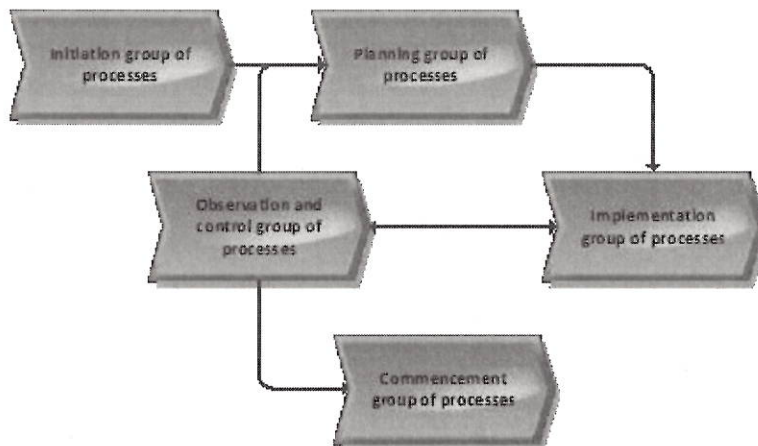 Initiation group of
processes
Planning group of
processes
Observation and
control group of
processes
Implementation
group of processes
Commencement
group of processes